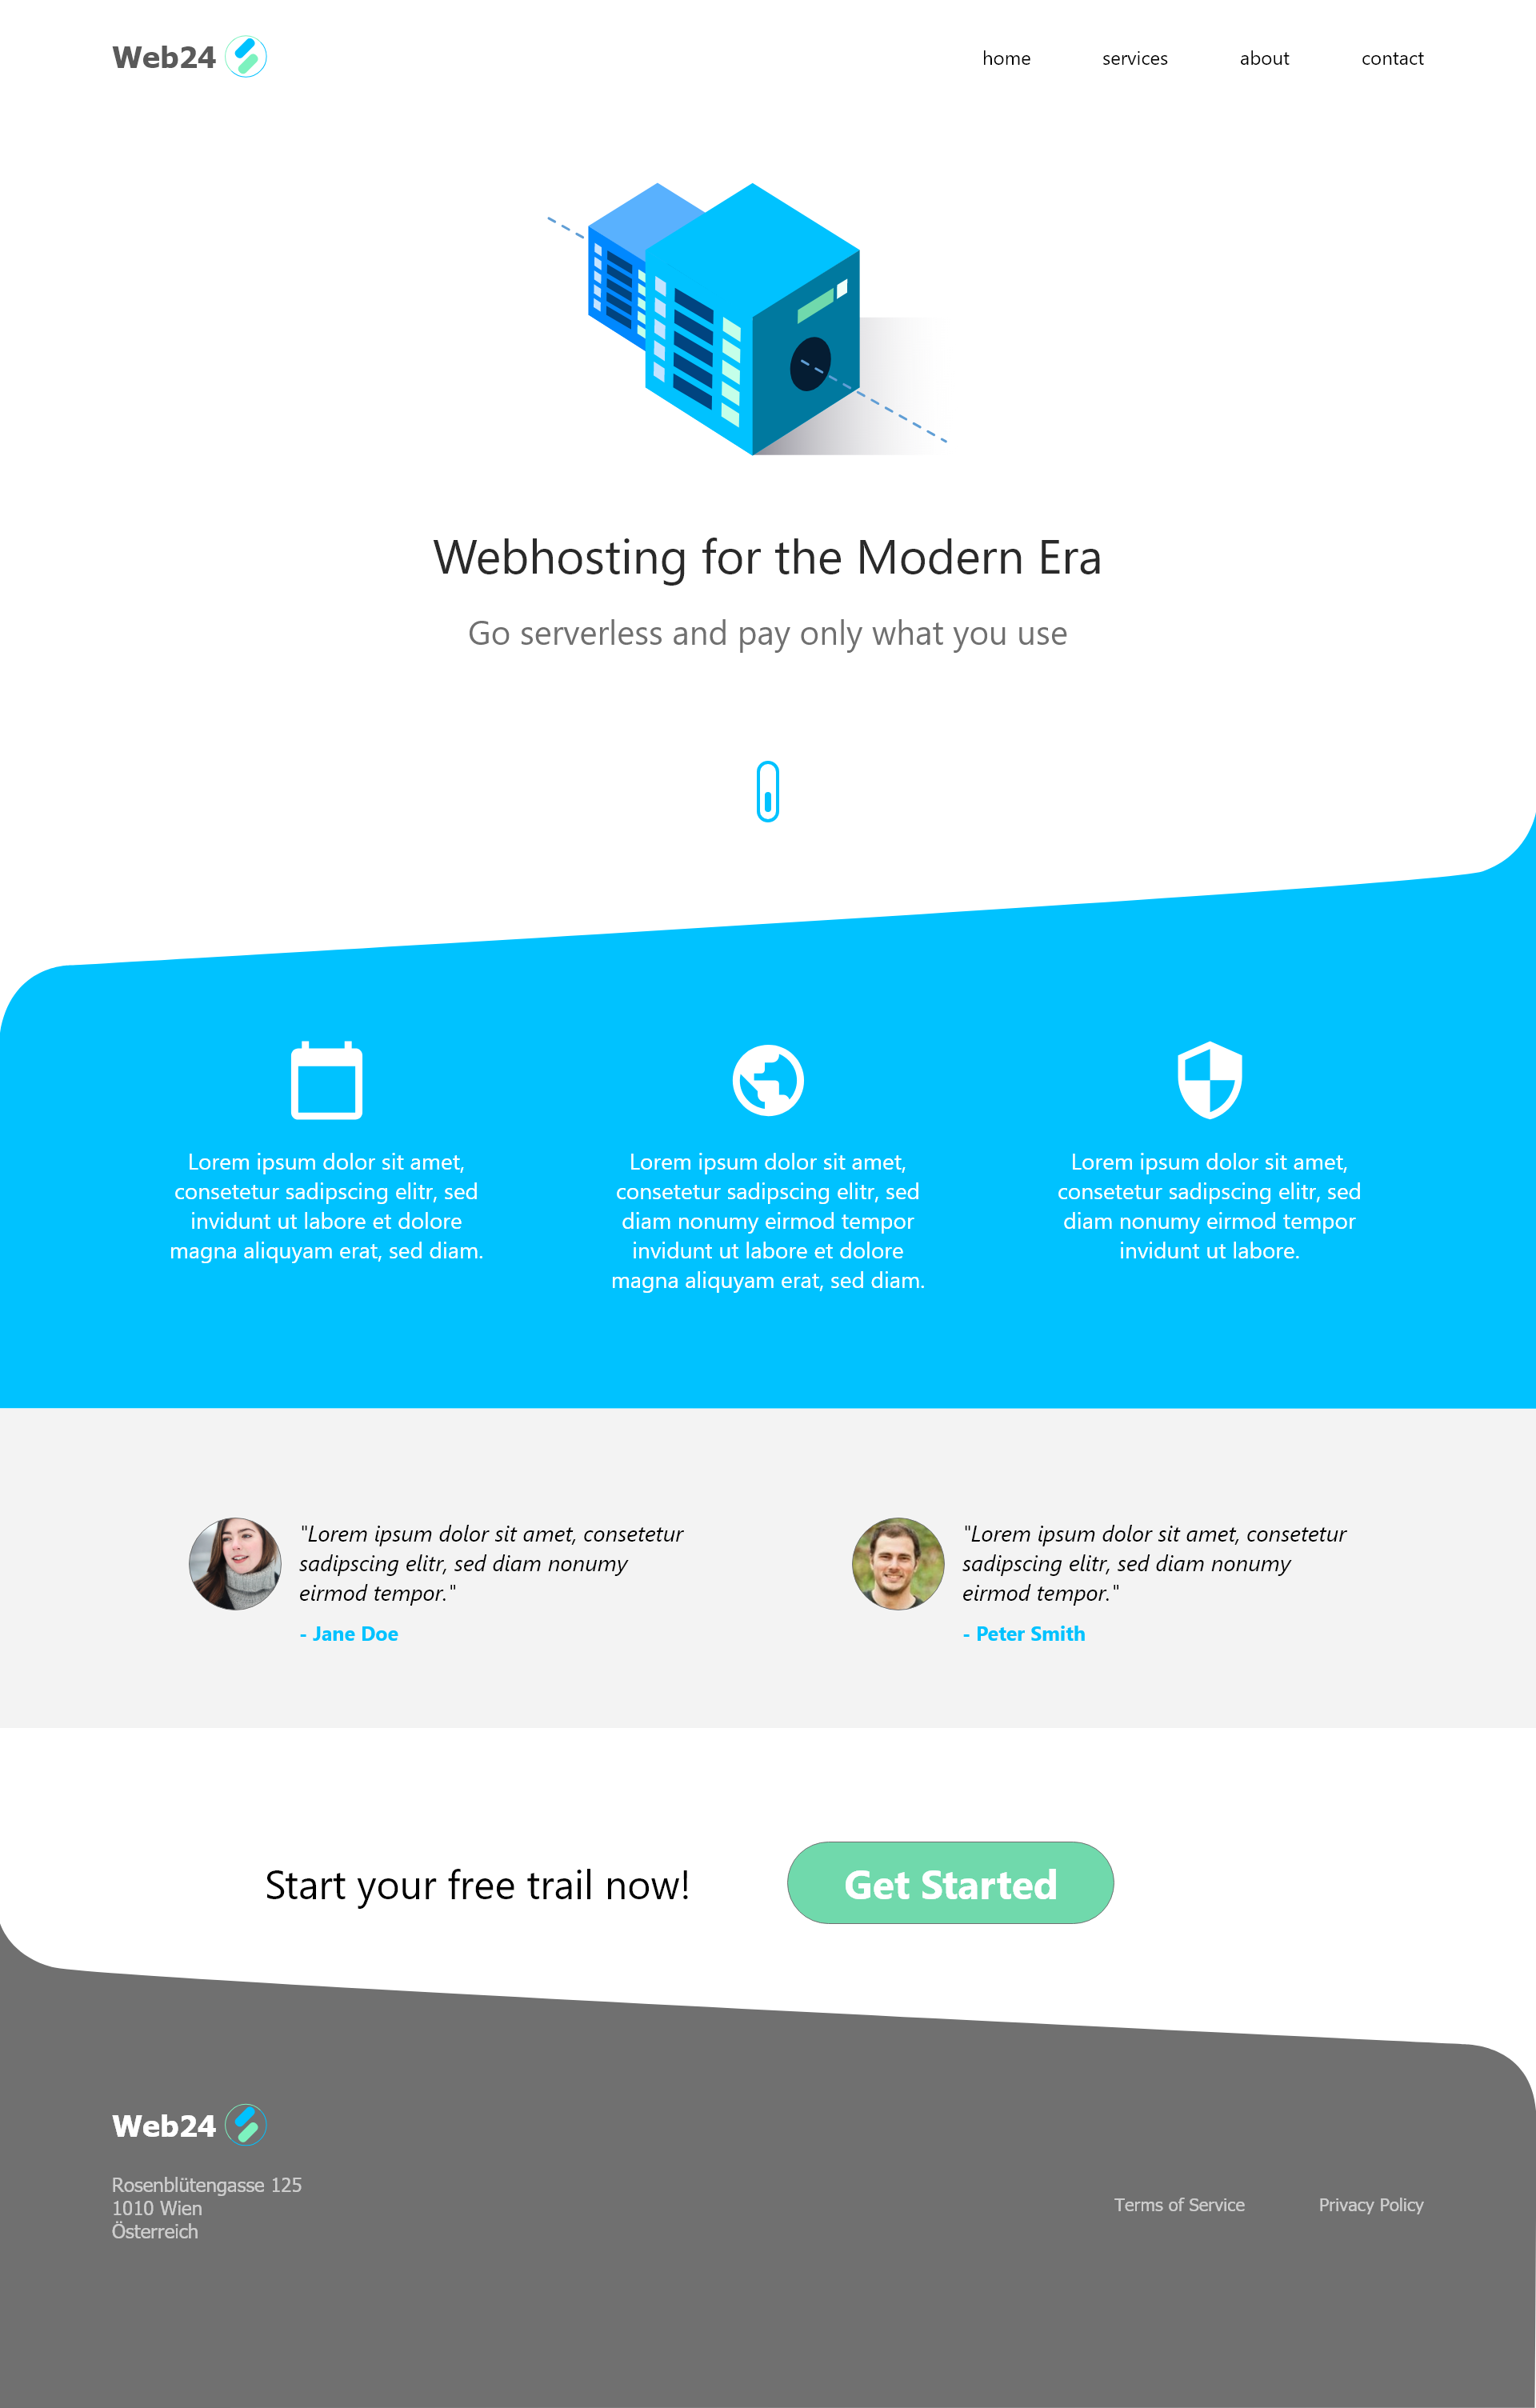 Web24
home
services
about
contact
Webhosting for the Modern Era
Go serverless and pay only what you use
Lorem ipsum dolor sit amet,
consetetur sadipscing elitr, sed
invidunt ut labore et dolore
magna aliquyam erat, sed diam.
Lorem ipsum dolor sit amet,
consetetur sadipscing elitr, sed
diam nonumy eirmod tempor
invidunt ut labore et dolore
magna aliquyam erat, sed diam.
Lorem ipsum dolor sit amet,
consetetur sadipscing elitr, sed
diam nonumy eirmod tempor
invidunt ut labore.
"Lorem ipsum dolor sit amet, consetetur
sadipscing elitr, sed diam nonumy
eirmod tempor."
- Jane Doe
"Lorem ipsum dolor sit amet, consetetur
sadipscing elitr, sed diam nonumy
eirmod tempor."
- Peter Smith
Start your free trail now!
Get Started
Web24
Rosenblütengasse 125
1010 Wien
Österreich
Terms of Service
Privacy Policy